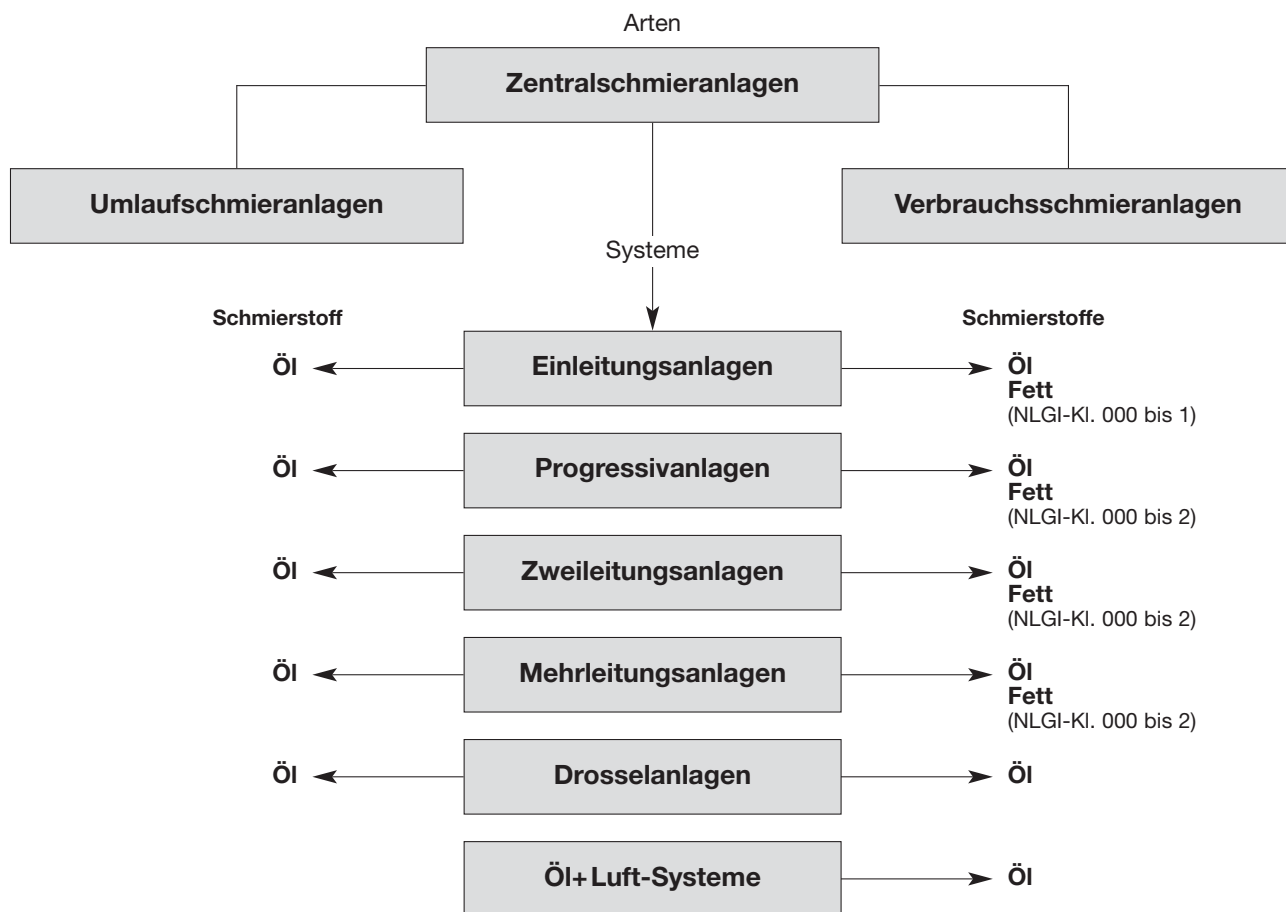 Arten
Zentralschmieranlagen
Umlaufschmieranlagen
Verbrauchsschmieranlagen
Systeme
Schmierstoff
Schmierstoffe
Öl
Einleitungsanlagen
Öl
Fett
(NLGI-Kl. 000 bis 1)
Öl
Progressivanlagen
Öl
Fett
(NLGI-Kl. 000 bis 2)
Öl
Zweileitungsanlagen
Öl
Fett
(NLGI-Kl. 000 bis 2)
Öl
Mehrleitungsanlagen
Öl
Fett
(NLGI-Kl. 000 bis 2)
Öl
Drosselanlagen
Öl
Öl+Luft-Systeme
Öl